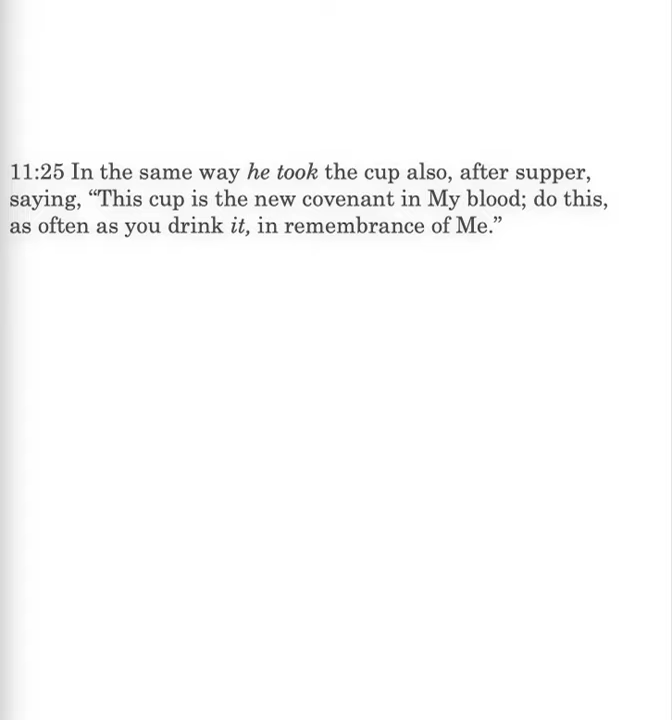 11:25 In the same way he took the cup also, after supper,
saying, “This cup is the new covenant in My blood; do this,
as often as you drink it, in remembrance of Me.”